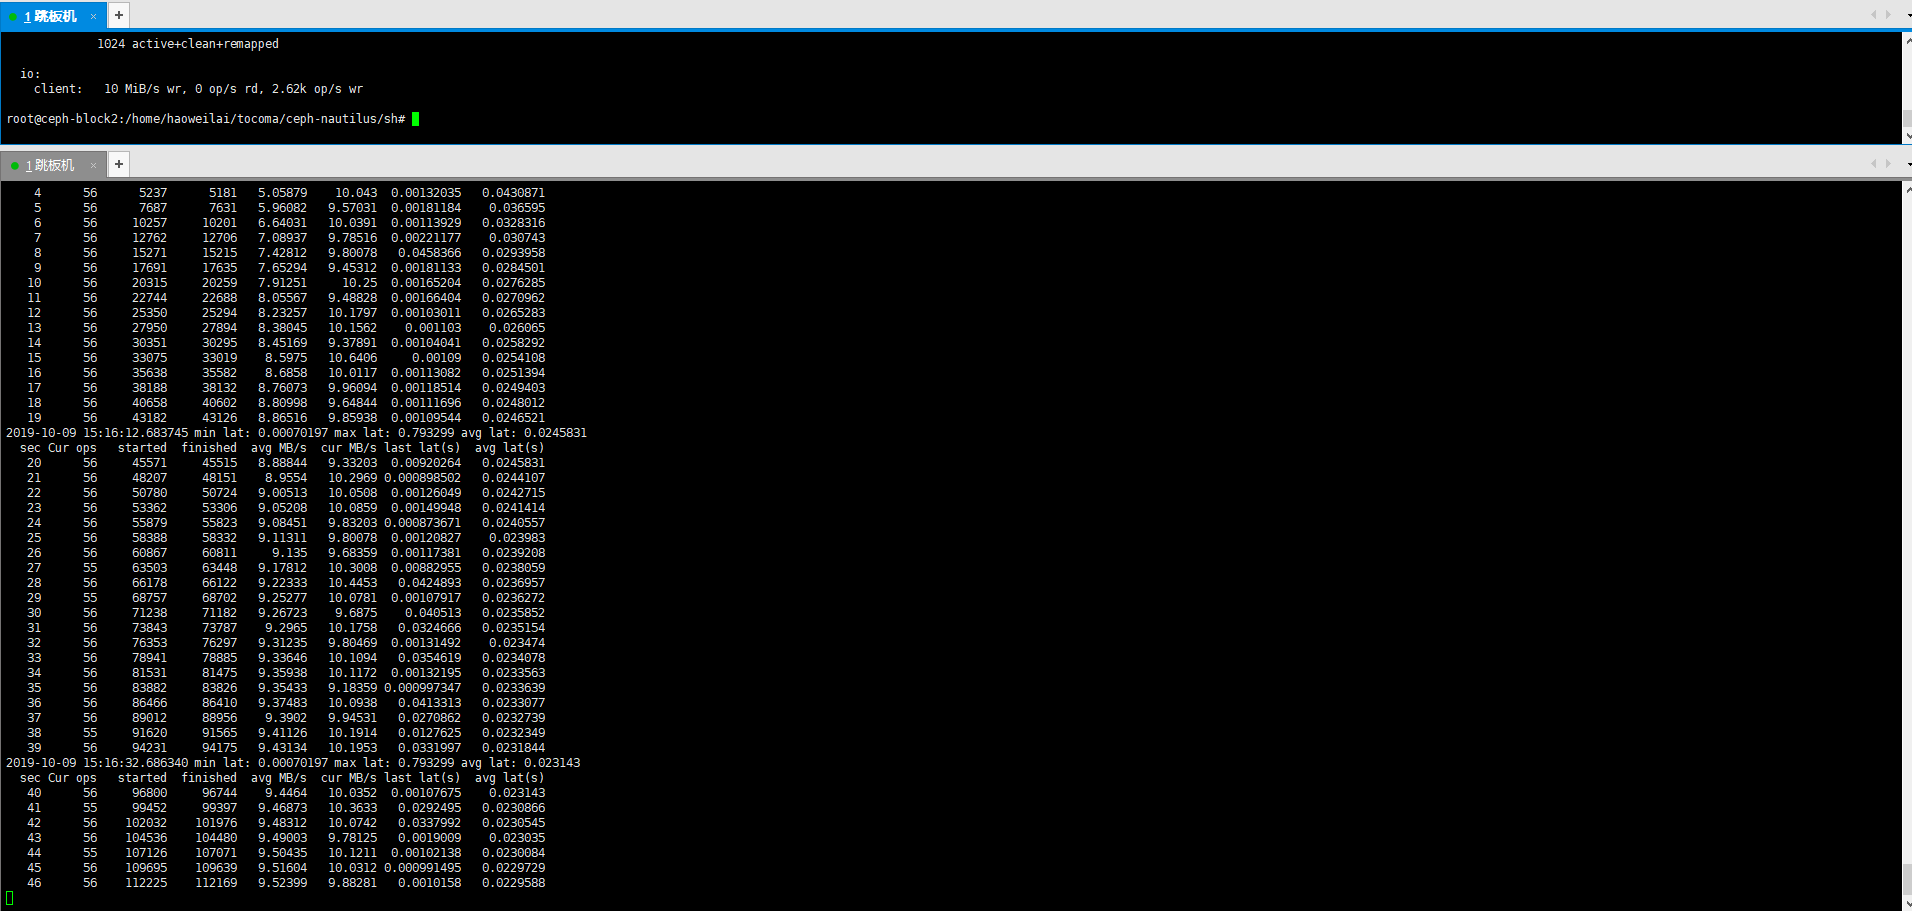 1 跳板机 × +
1024 active+clean+remapped
io:
client: 10 MiB/s wr, 0 op/s rd, 2.62k op/s wr
root@ceph-block2:/home/haoweilai/tocoma/ceph-nautilus/sh#
1 跳板机 × +
4 56 5237 5181 5.05879 10.043 0.00132035 0.0430871
5 56 7687 7631 5.96082 9.57031 0.00181184 0.036595
6 56 10257 10201 6.64031 10.0391 0.00113929 0.0328316
7 56 12762 12706 7.08937 9.78516 0.00221177 0.030743
8 56 15271 15215 7.42812 9.80078 0.0458366 0.0293958
9 56 17691 17635 7.65294 9.45312 0.00181133 0.0284501
10 56 20315 20259 7.91251 10.25 0.00165204 0.0276285
11 56 22744 22688 8.05567 9.48828 0.00166404 0.0270962
12 56 25350 25294 8.23257 10.1797 0.00103011 0.0265283
13 56 27950 27894 8.38045 10.1562 0.001103 0.026065
14 56 30351 30295 8.45169 9.37891 0.00104041 0.0258292
15 56 33075 33019 8.5975 10.6406 0.00109 0.0254108
16 56 35638 35582 8.6858 10.0117 0.00113082 0.0251394
17 56 38188 38132 8.76073 9.96094 0.00118514 0.0249403
18 56 40658 40602 8.80998 9.64844 0.00111696 0.0248012
19 56 43182 43126 8.86516 9.85938 0.00109544 0.0246521
2019-10-09 15:16:12.683745 min lat: 0.00070197 max lat: 0.793299 avg lat: 0.0245831
sec Cur ops started finished avg MB/s cur MB/s last lat(s) avg lat(s)
20 56 45571 45515 8.88844 9.33203 0.00920264 0.0245831
21 56 48207 48151 8.9554 10.2969 0.000898502 0.0244107
22 56 50780 50724 9.00513 10.0508 0.00126049 0.0242715
23 56 53362 53306 9.05208 10.0859 0.00149948 0.0241414
24 56 55879 55823 9.08451 9.83203 0.000873671 0.0240557
25 56 58388 58332 9.11311 9.80078 0.00120827 0.023983
26 56 60867 60811 9.135 9.68359 0.00117381 0.0239208
27 55 63503 63448 9.17812 10.3008 0.00882955 0.0238059
28 56 66178 66122 9.22333 10.4453 0.0424893 0.0236957
29 55 68757 68702 9.25277 10.0781 0.00107917 0.0236272
30 56 71238 71182 9.26723 9.6875 0.040513 0.0235852
31 56 73843 73787 9.2965 10.1758 0.0324666 0.0235154
32 56 76353 76297 9.31235 9.80469 0.00131492 0.023474
33 56 78941 78885 9.33646 10.1094 0.0354619 0.0234078
34 56 81531 81475 9.35938 10.1172 0.00132195 0.0233563
35 56 83882 83826 9.35433 9.18359 0.000997347 0.0233639
36 56 86466 86410 9.37483 10.0938 0.0413313 0.0233077
37 56 89012 88956 9.3902 9.94531 0.0270862 0.0232739
38 55 91620 91565 9.41126 10.1914 0.0127625 0.0232349
39 56 94231 94175 9.43134 10.1953 0.0331997 0.0231844
2019-10-09 15:16:32.686340 min lat: 0.00070197 max lat: 0.793299 avg lat: 0.023143
sec Cur ops started finished avg MB/s cur MB/s last lat(s) avg lat(s)
40 56 96800 96744 9.4464 10.0352 0.00107675 0.023143
41 55 99452 99397 9.46873 10.3633 0.0292495 0.0230866
42 56 102032 101976 9.48312 10.0742 0.0337992 0.0230545
43 56 104536 104480 9.49003 9.78125 0.0019009 0.023035
44 55 107126 107071 9.50435 10.1211 0.00102138 0.0230084
45 56 109695 109639 9.51604 10.0312 0.000991495 0.0229729
46 56 112225 112169 9.52399 9.88281 0.0010158 0.0229588